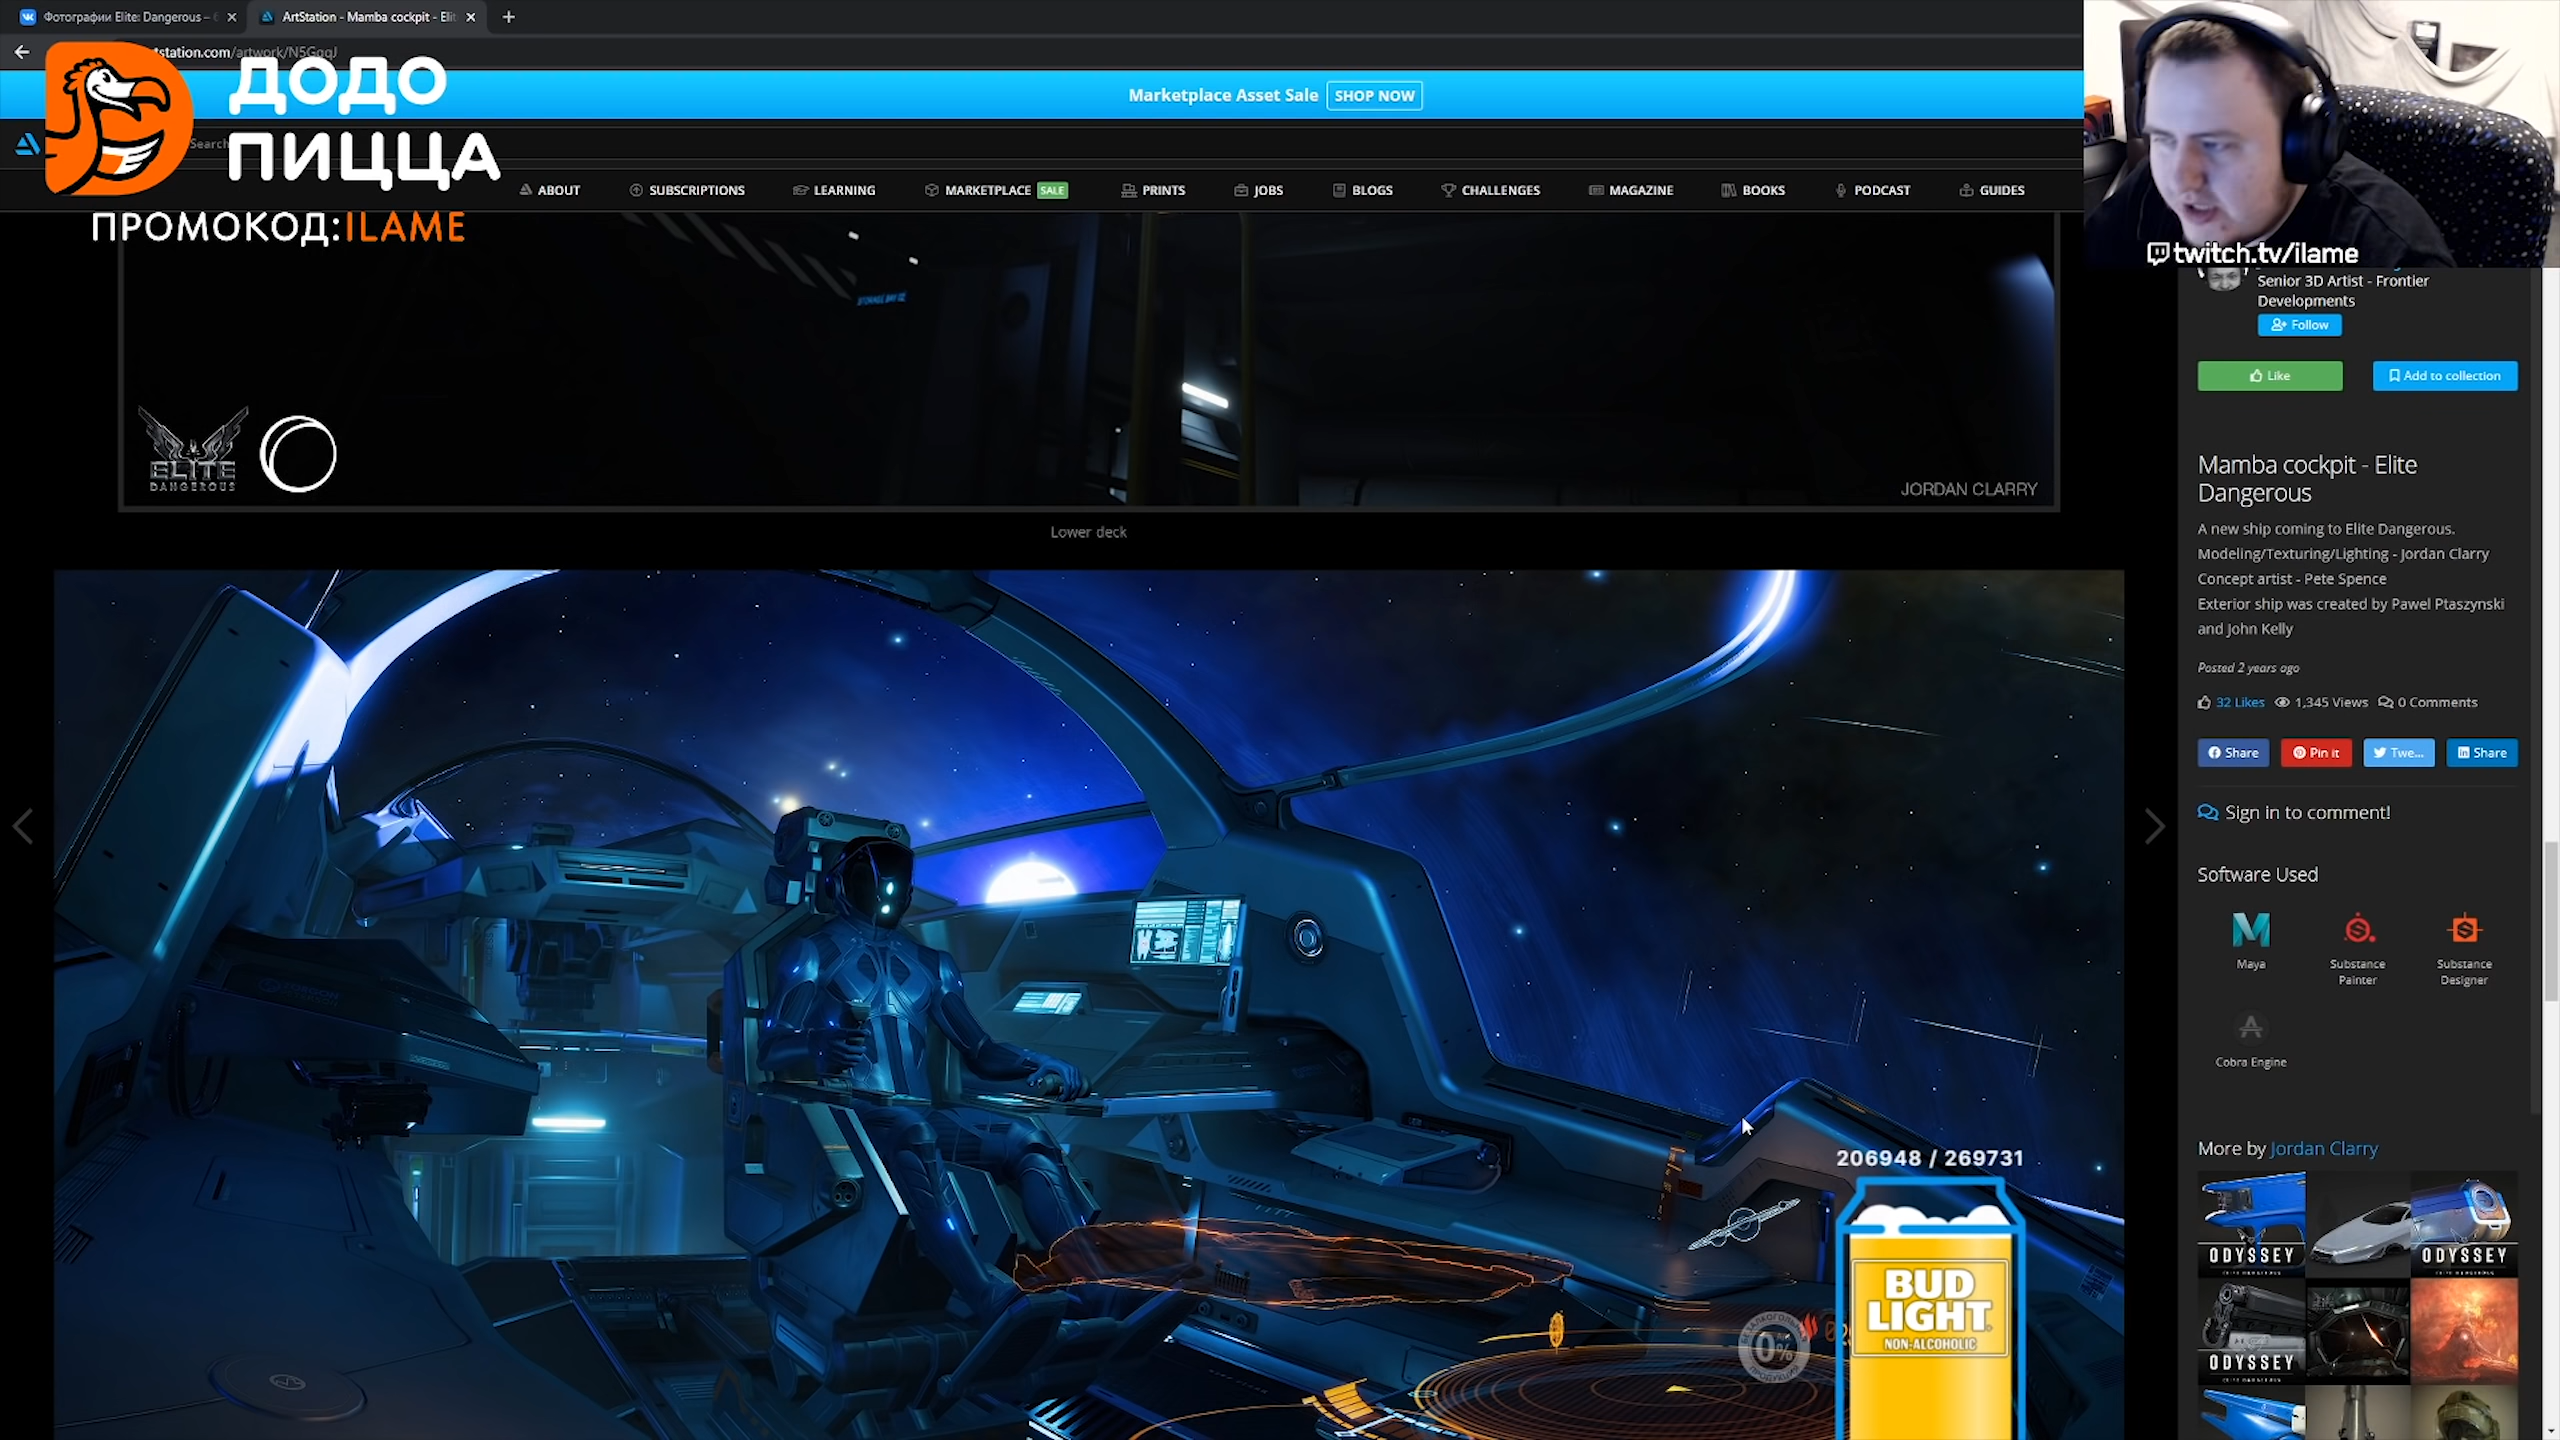 Фотографии Elite: Dangerous –
ArtStation - Mamba cockpit - Elit
tstation.com/artwork/N5GqqJ
ДОДО
ПИЦЦА
ПРОМОКОД:ILAME
Marketplace Asset Sale
SHOP NOW
Search
ABOUT
SUBSCRIPTIONS
LEARNING
MARKETPLACE SALE
PRINTS
JOBS
BLOGS
CHALLENGES
MAGAZINE
BOOKS
PODCAST
GUIDES
twitch.tv/ilame
ELITE
DANGEROUS
JORDAN CLARRY
Lower deck
Senior 3D Artist - Frontier
Developments
Follow
Like
Add to collection
Mamba cockpit - Elite
Dangerous
A new ship coming to Elite Dangerous.
Modeling/Texturing/Lighting - Jordan Clarry
Concept artist - Pete Spence
Exterior ship was created by Pawel Ptaszynski
and John Kelly
Posted 2 years ago
32 Likes 1,345 Views 0 Comments
Share
Pin it
Twe...
Share
Sign in to comment!
Software Used
Maya
Substance
Painter
Substance
Designer
Cobra Engine
More by Jordan Clarry
ODYSSEY
ODYSSEY
ODYSSEY
206948 / 269731
BUD
LIGHT
NON-ALCOHOLIC
0%